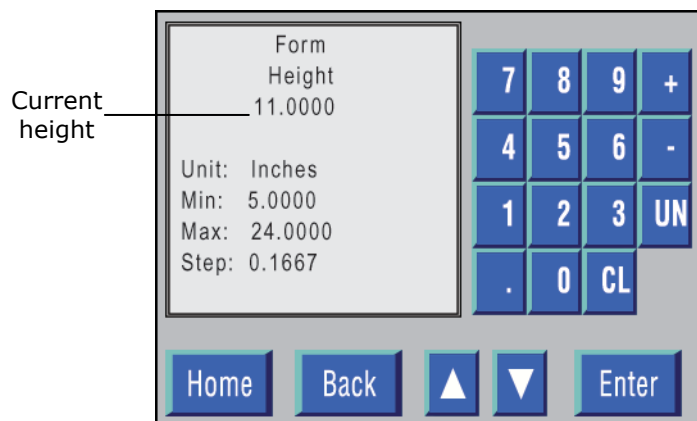 Current
height
Form
Height
11.0000
Unit: Inches
Min: 5.0000
Max: 24.0000
Step: 0.1667
7 8 9 +
4 5 6 -
1 2 3 UN
. 0 CL
Home Back Enter